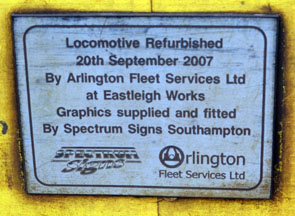 Locomotive Refurbished
20th September 2007
By Arlington Fleet Services Ltd
at Eastleigh Works
Graphics supplied and fitted
By Spectrum Signs Southampton
SPECTRUM
Signs
Arlington
Fleet Services Ltd